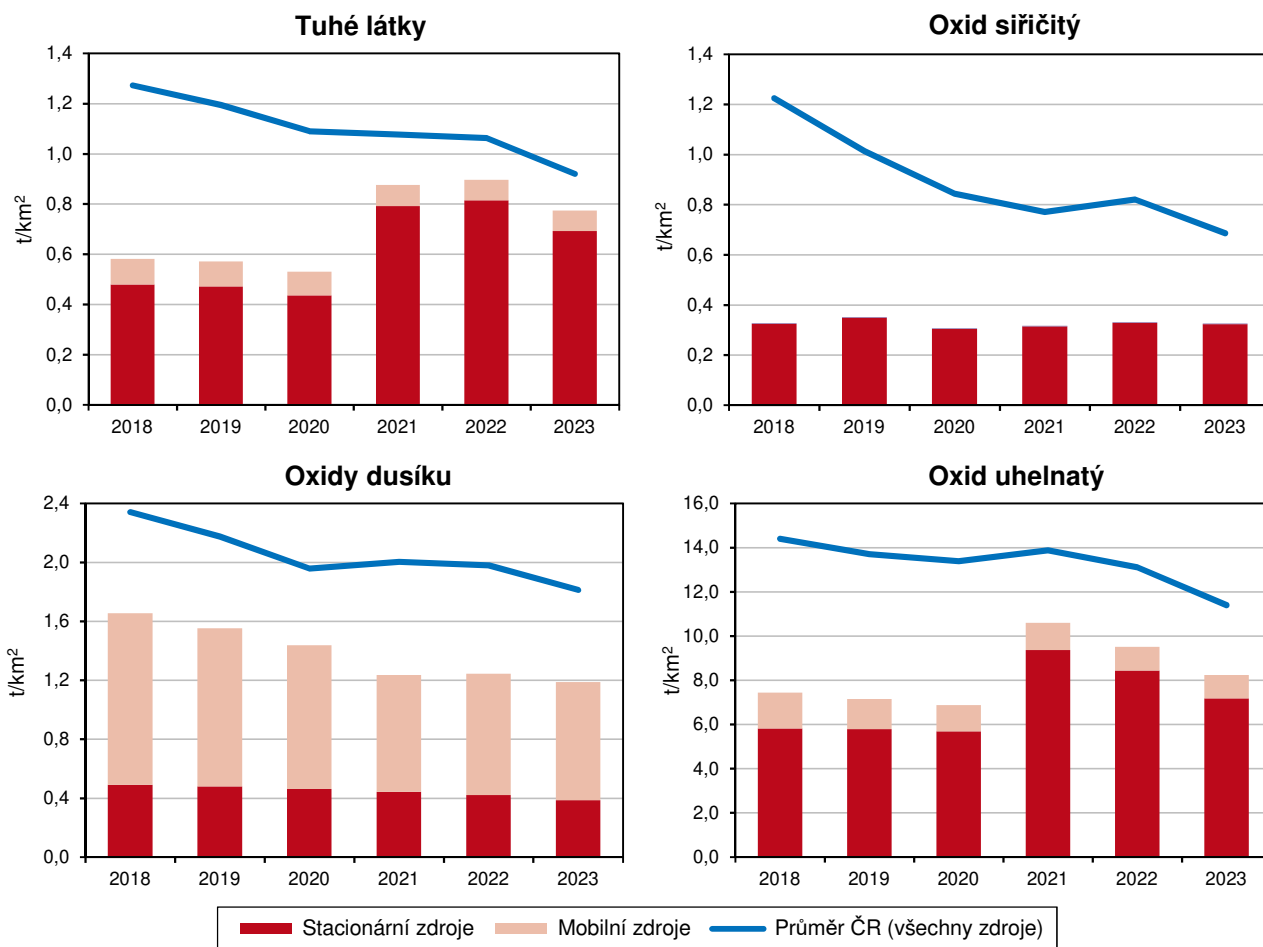 Tuhé látky
1,4
1,2
1,0
0,8
0,6
0,4
0,2
0,0
t/km²
2018 2019 2020 2021 2022 2023
Oxid siřičitý
1,4
1,2
1,0
0,8
0,6
0,4
0,2
0,0
t/km²
2018 2019 2020 2021 2022 2023
Oxidy dusíku
2,4
2,0
1,6
1,2
0,8
0,4
0,0
t/km²
2018 2019 2020 2021 2022 2023
Oxid uhelnatý
16,0
14,0
12,0
10,0
8,0
6,0
4,0
2,0
0,0
t/km²
2018 2019 2020 2021 2022 2023
Stacionární zdroje Mobilní zdroje Průměr ČR (všechny zdroje)